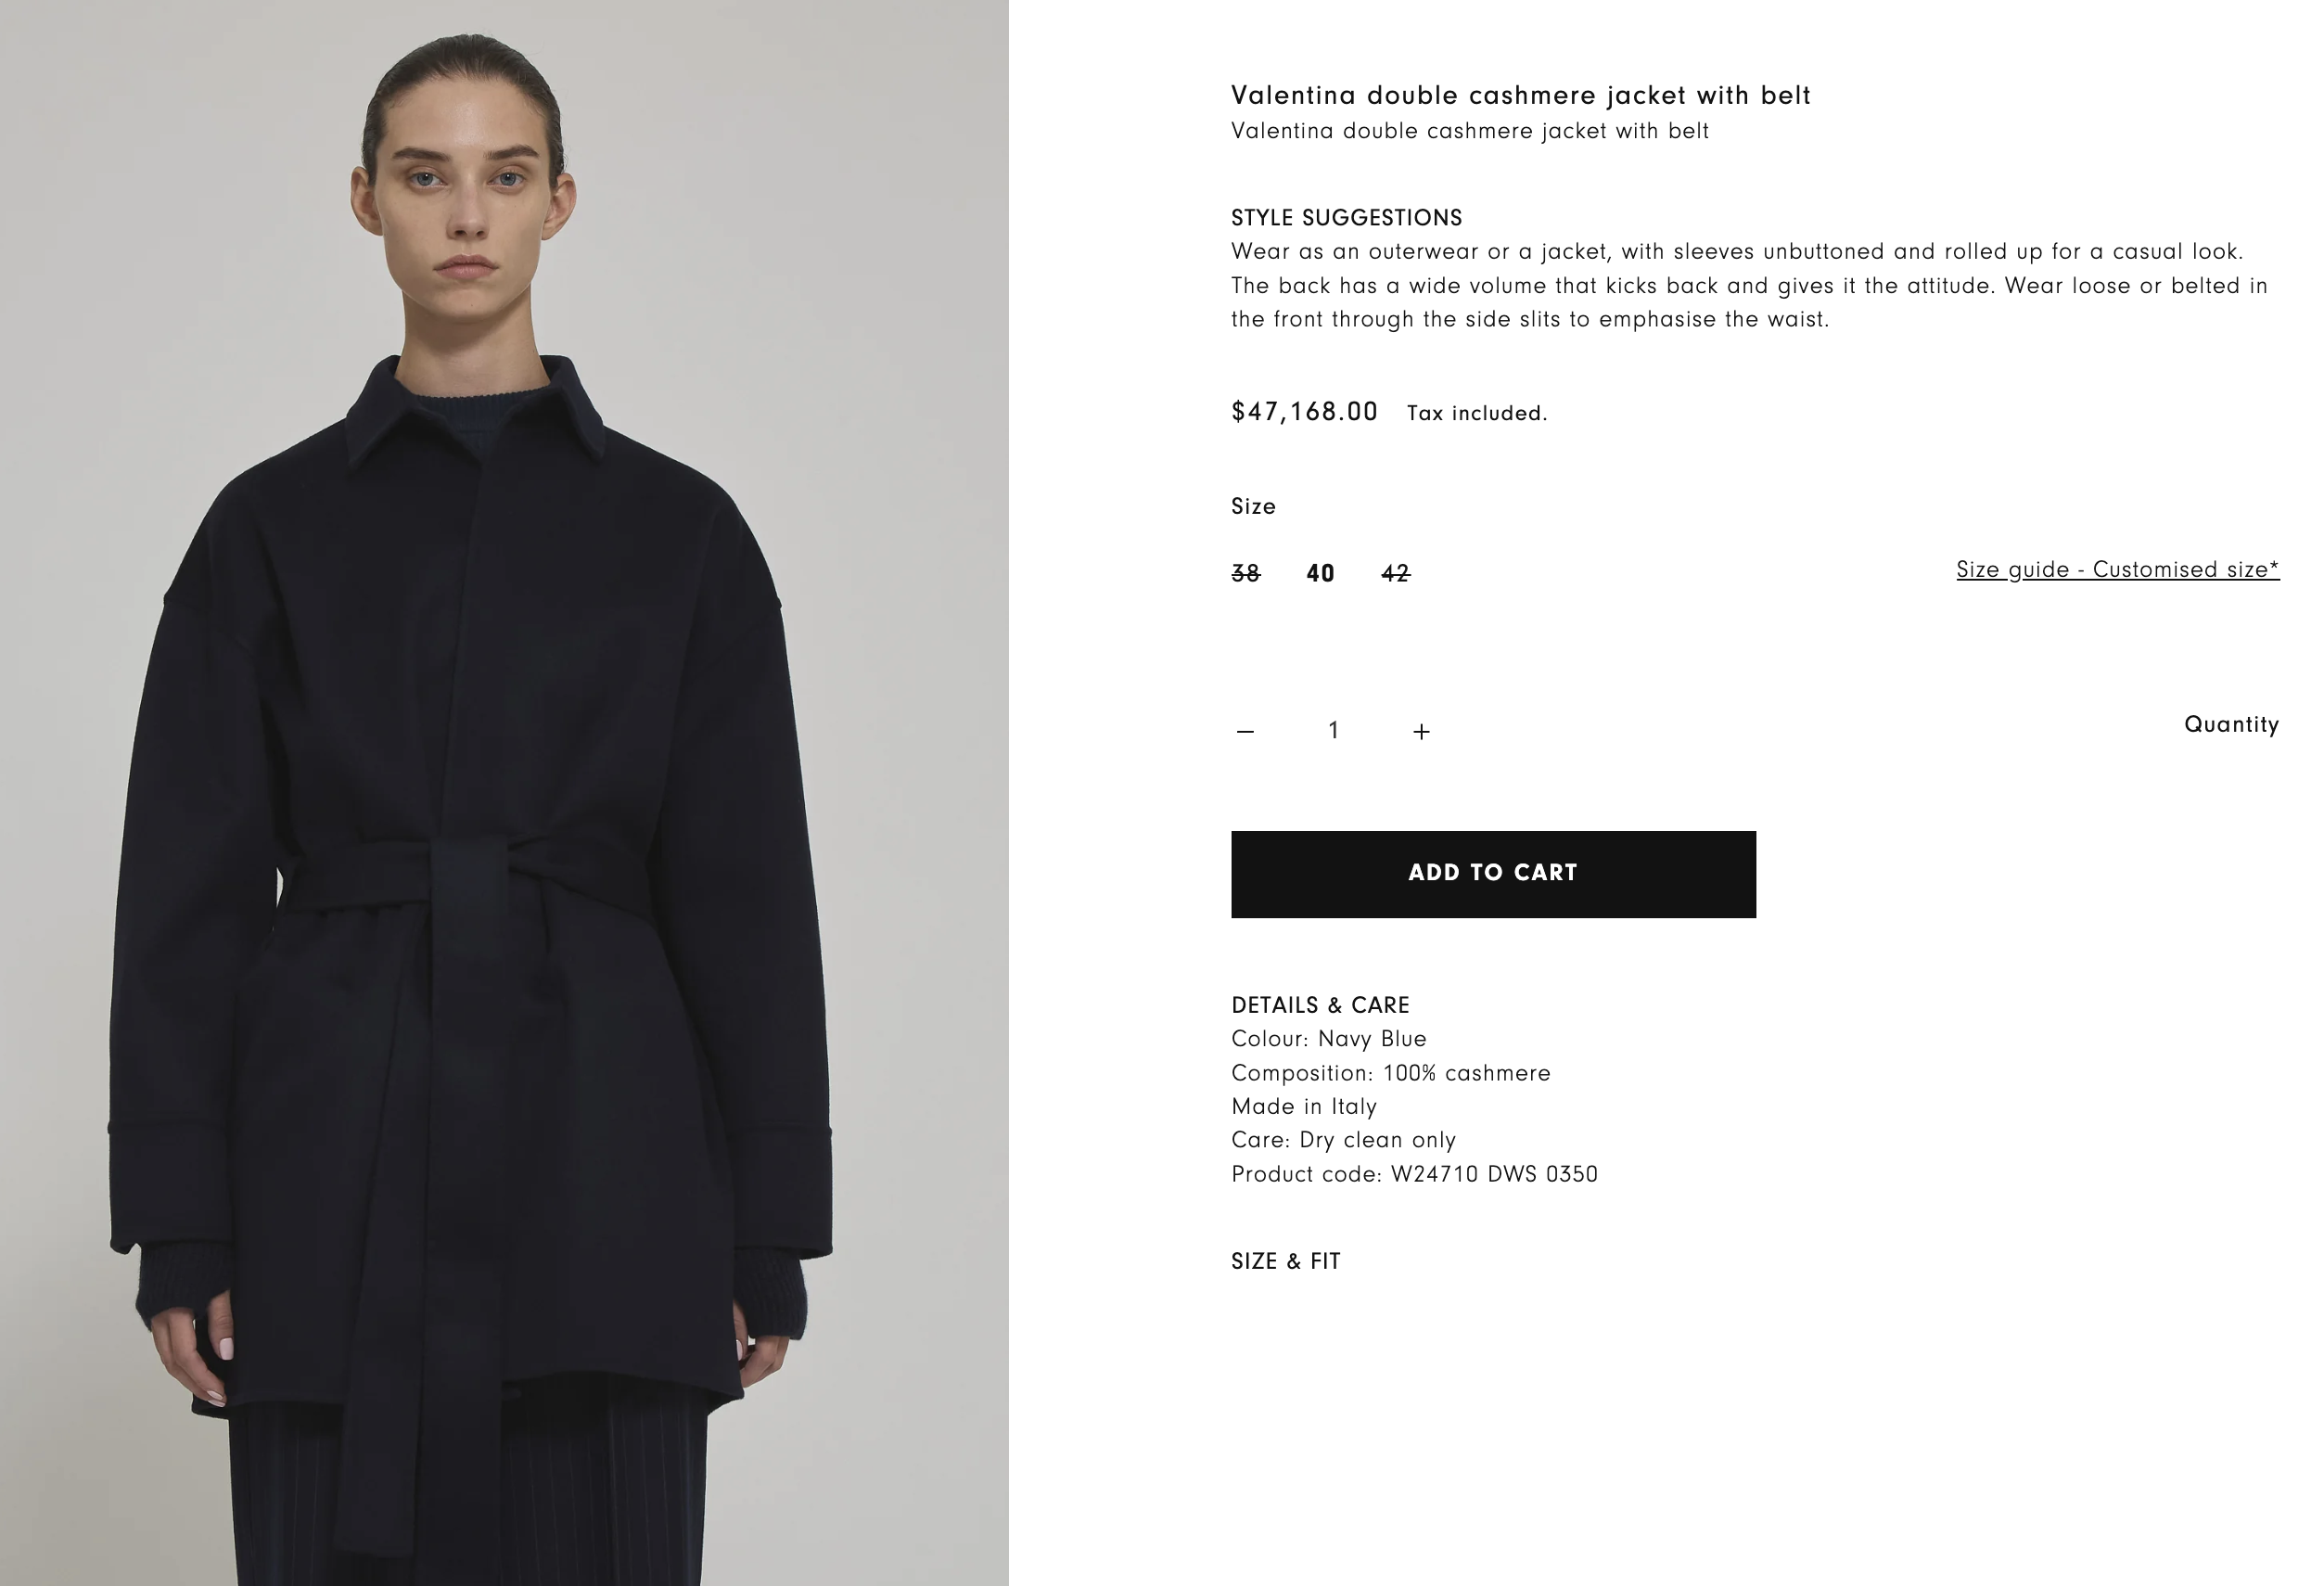 Valentina double cashmere jacket with belt
Valentina double cashmere jacket with belt
STYLE SUGGESTIONS
Wear as an outerwear or a jacket, with sleeves unbuttoned and rolled up for a casual look.
The back has a wide volume that kicks back and gives it the attitude. Wear loose or belted in
the front through the side slits to emphasise the waist.
$47,168.00 Tax included.
Size
38 40 42 Size guide - Customised size*
− 1 + Quantity
ADD TO CART
DETAILS & CARE
Colour: Navy Blue
Composition: 100% cashmere
Made in Italy
Care: Dry clean only
Product code: W24710 DWS 0350
SIZE & FIT